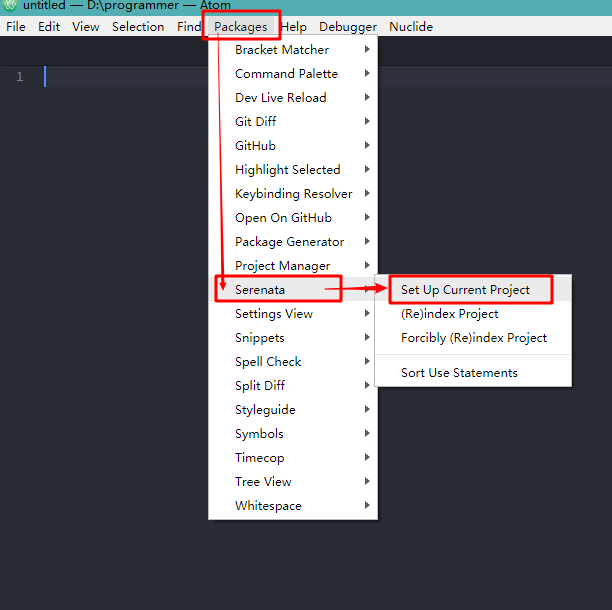 untitled — D:\programmer — Atom
File Edit View Selection Find Packages Help Debugger Nuclide
1
Bracket Matcher
Command Palette
Dev Live Reload
Git Diff
GitHub
Highlight Selected
Keybinding Resolver
Open On GitHub
Package Generator
Project Manager
Serenata
Set Up Current Project
Settings View
(Re)index Project
Snippets
Forcibly (Re)index Project
Spell Check
Sort Use Statements
Split Diff
Styleguide
Symbols
Timecop
Tree View
Whitespace